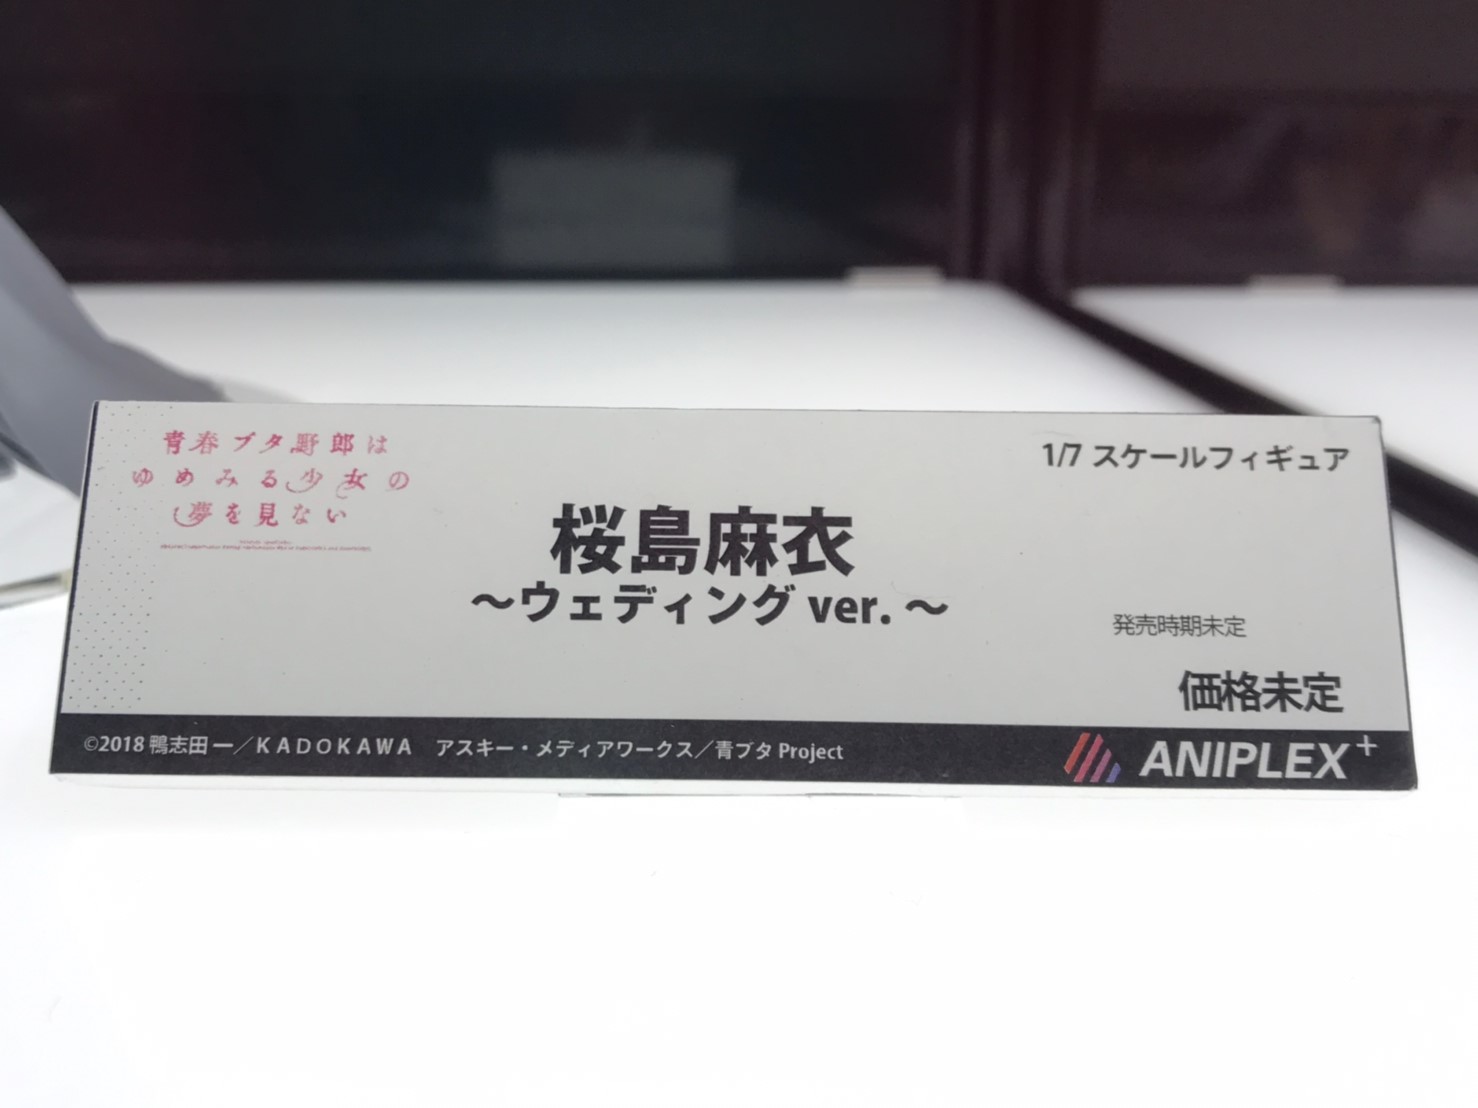 青春ブタ野郎は
ゆめみる少女の
夢を見ない
1/7 スケールフィギュア
桜島麻衣
～ウェディング ver. ～
発売時期未定
価格未定
©2018 鴨志田 一／KADOKAWA アスキー・メディアワークス／青ブタ Project
ANIPLEX+